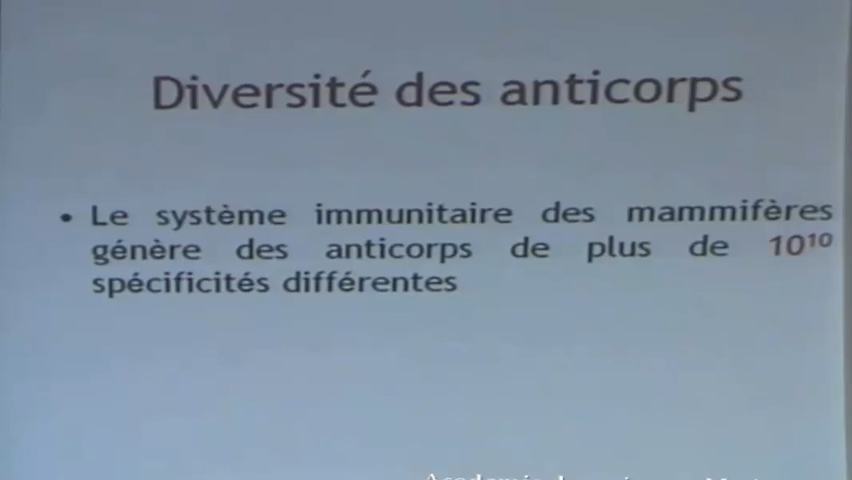 Diversité des anticorps
• Le système immunitaire des mammifères
génère des anticorps de plus de 10¹⁰
spécificités différentes